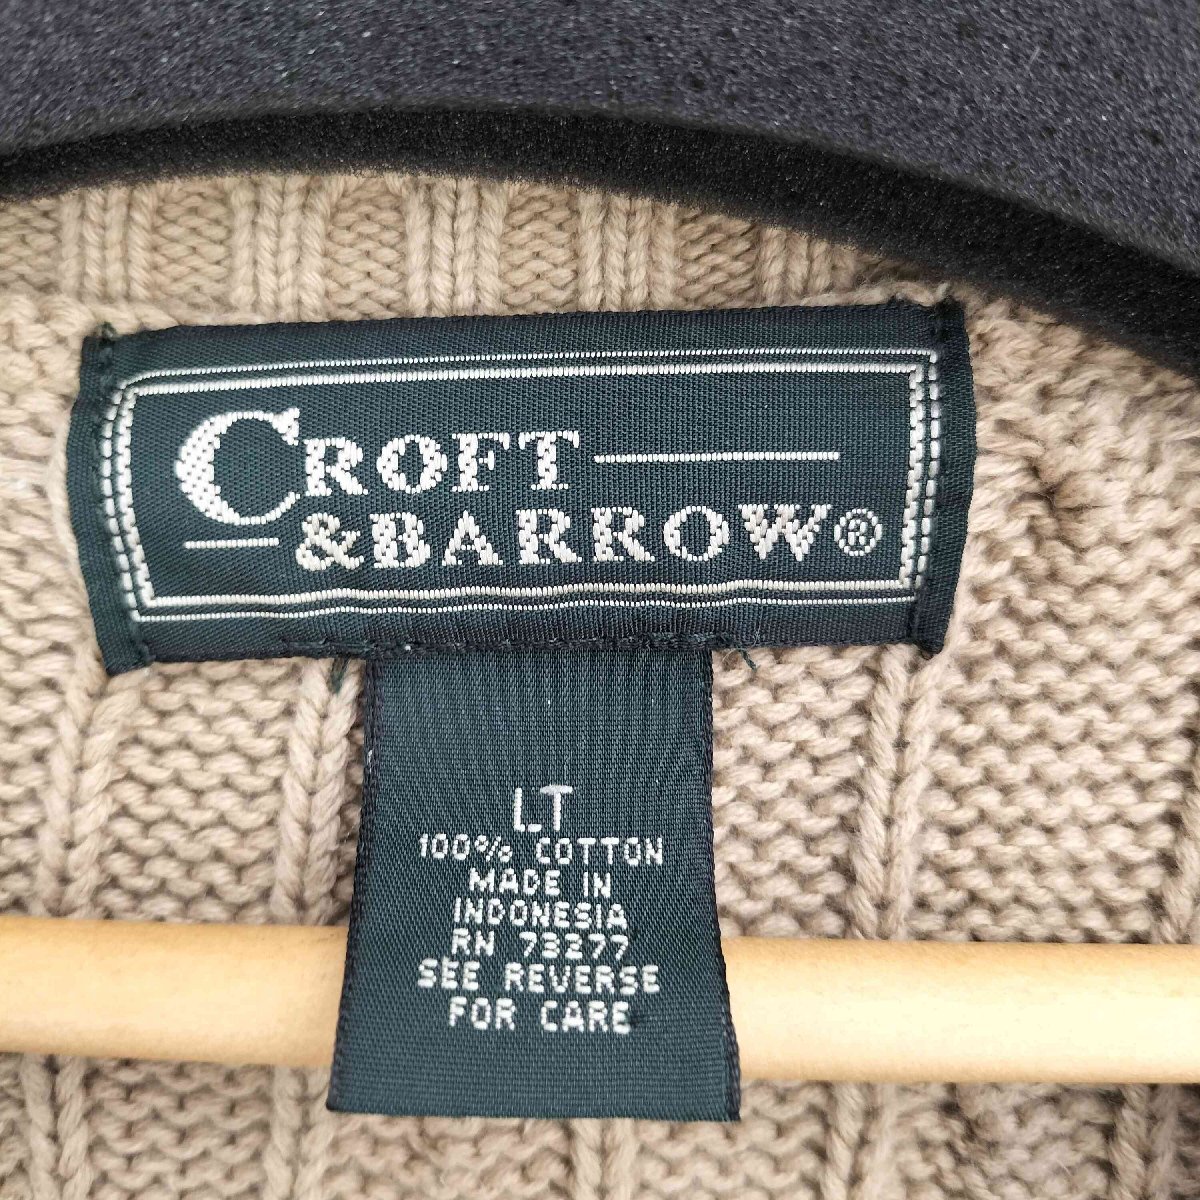 CROFT
&BARROW®
LT
100% COTTON
MADE IN
INDONESIA
RN 73277
SEE REVERSE
FOR CARE